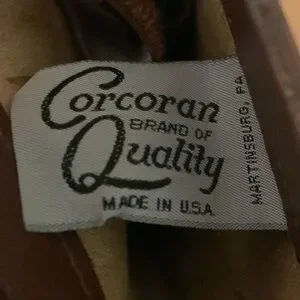 Corcoran
BRAND OF
Quality
MADE IN U.S.A.
MARTINSBURG, PA